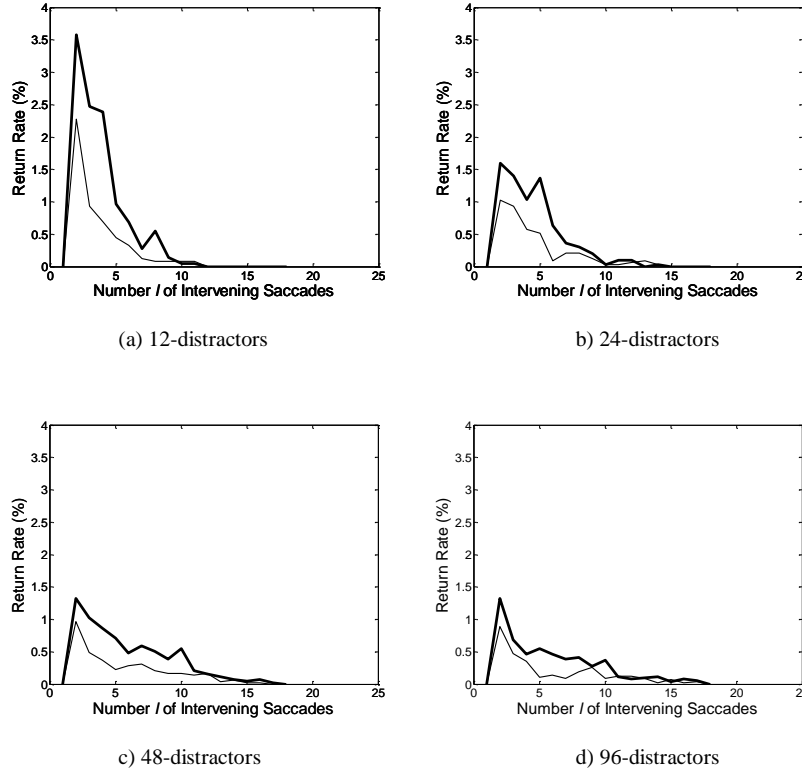 4
3.5
3
2.5
2
1.5
1
0.5
0
Return Rate (%)
0 5 10 15 20 25
Number I of Intervening Saccades
(a) 12-distractors
4
3.5
3
2.5
2
1.5
1
0.5
0
Return Rate (%)
0 5 10 15 20
Number I of Intervening Saccades
b) 24-distractors
4
3.5
3
2.5
2
1.5
1
0.5
0
Return Rate (%)
0 5 10 15 20 25
Number I of Intervening Saccades
c) 48-distractors
4
3.5
3
2.5
2
1.5
1
0.5
0
Return Rate (%)
0 5 10 15 20
Number I of Intervening Saccades
d) 96-distractors